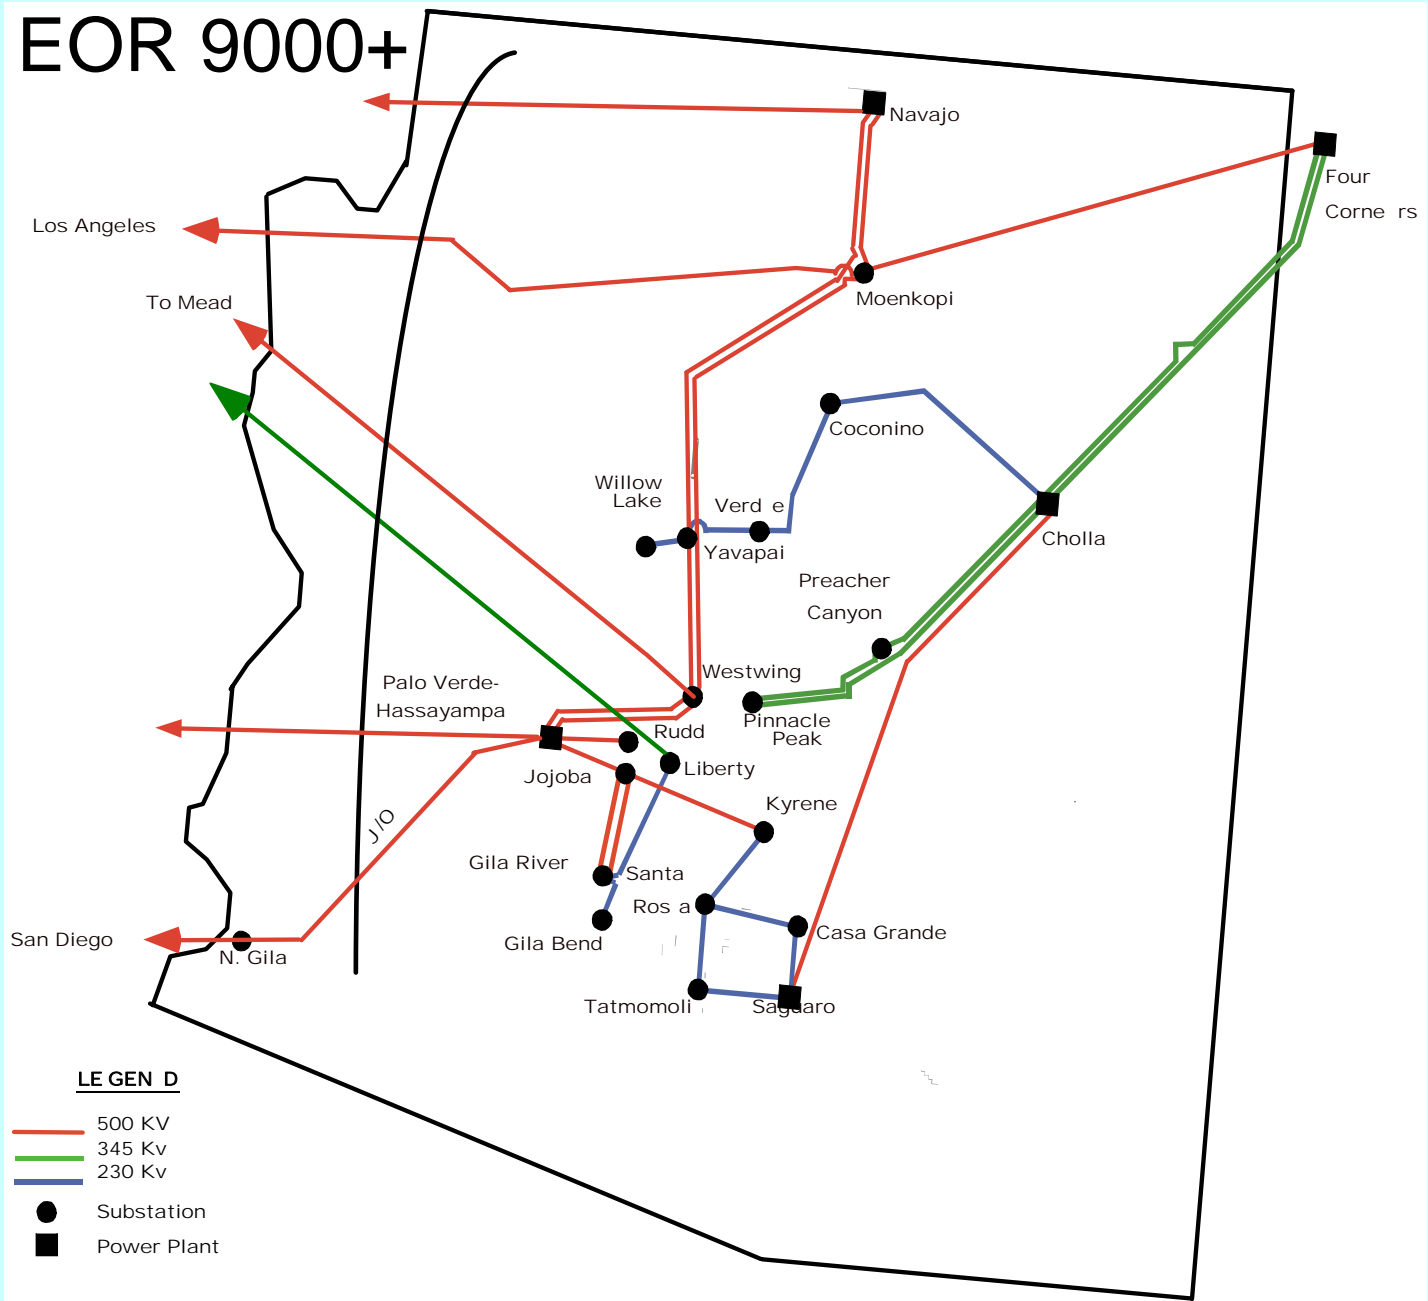 EOR 9000+
Navajo
Four
Corne rs
Los Angeles
To Mead
Moenkopi
Coconino
Willow
Lake
Verd e
Yavapai
Cholla
Preacher
Canyon
Westwing
Palo Verde-
Hassayampa
Pinnacle
Peak
Rudd
Jojoba
Liberty
Kyrene
J/O
Gila River
Santa
Ros a
Casa Grande
San Diego
N. Gila
Gila Bend
Tatmomoli
Saguaro
LE GEN D
500 KV
345 Kv
230 Kv
Substation
Power Plant